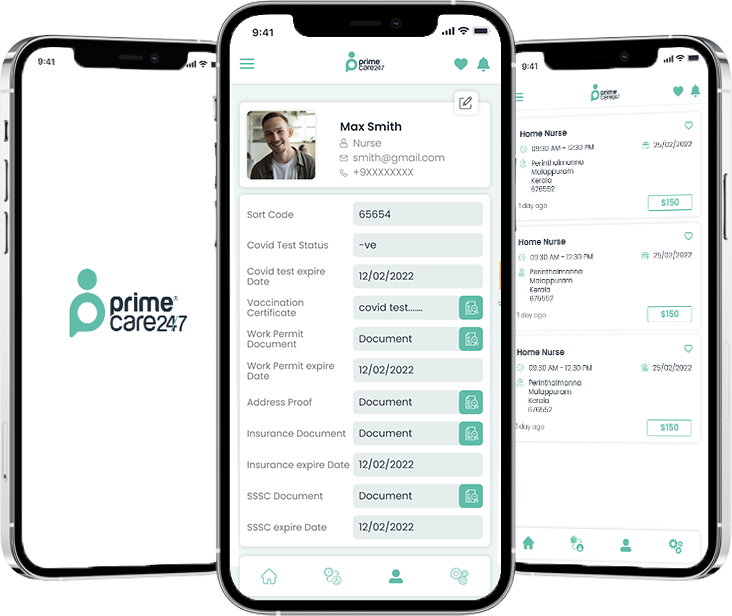 9:41
prime®
care247
9:41
prime®
care247
Max Smith
Nurse
smith@gmail.com
+9XXXXXXXX
Sort Code 65654
Covid Test Status -ve
Covid test expire
Date 12/02/2022
Vaccination
Certificate covid test.......
Work Permit
Document Document
Work Permit expire
Date 12/02/2022
Address Proof Document
Insurance Document Document
Insurance expire Date 12/02/2022
SSSC Document Document
SSSC expire Date 12/02/2022
9:41
prime®
care247
Home Nurse
09:30 AM - 12:30 PM 25/02/2022
Perinthalmanna
Malappuram
Kerala
676552
1 day ago $150
Home Nurse
09:30 AM - 12:30 PM 25/02/2022
Perinthalmanna
Malappuram
Kerala
676552
1 day ago $150
Home Nurse
09:30 AM - 12:30 PM 25/02/2022
Perinthalmanna
Malappuram
Kerala
676552
1 day ago $150